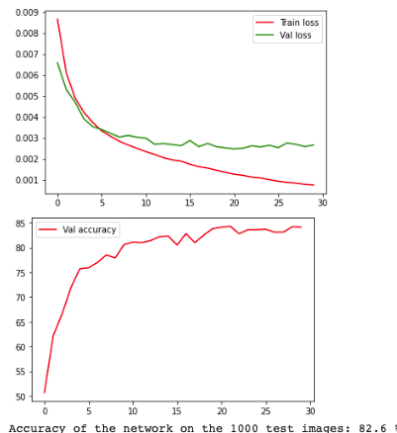 0.009
0.008
0.007
0.006
0.005
0.004
0.003
0.002
0.001
Train loss
Val loss
0 5 10 15 20 25 30
85
80
75
70
65
60
55
50
Val accuracy
0 5 10 15 20 25 30
Accuracy of the network on the 1000 test images: 82.6 %